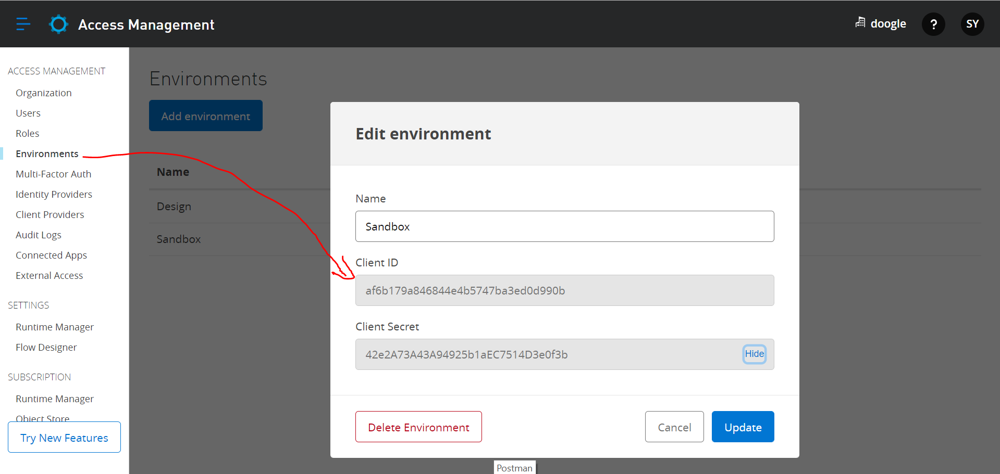 Access Management
doogle
?
SY
ACCESS MANAGEMENT
Organization
Users
Roles
Environments
Multi-Factor Auth
Identity Providers
Client Providers
Audit Logs
Connected Apps
External Access
SETTINGS
Runtime Manager
Flow Designer
SUBSCRIPTION
Runtime Manager
Object Store
Try New Features
Environments
Add environment
Name
Design
Sandbox
Edit environment
Name
Sandbox
Client ID
af6b179a846844e4b5747ba3ed0d990b
Client Secret
42e2A73A43A94925b1aEC7514D3e0f3b
Hide
Delete Environment
Cancel
Update
Postman